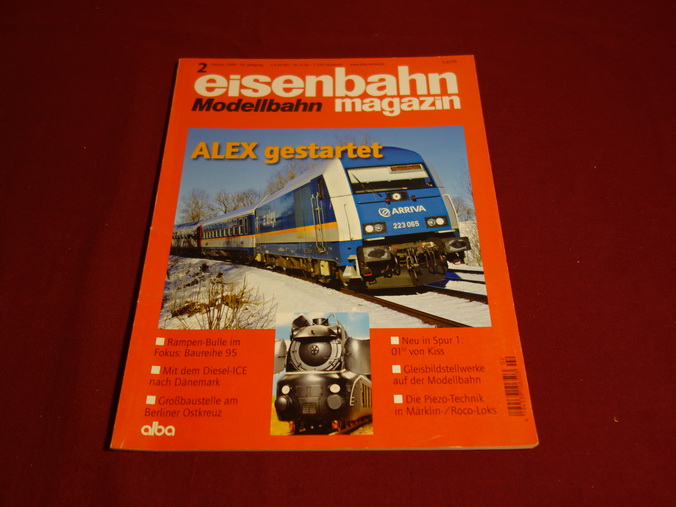 2
eisenbahn
Modellbahn magazin
ALEX gestartet
ARRIVA
223 065
Rampen-Bulle im
Fokus: Baureihe 95
Mit dem Diesel-ICE
nach Dänemark
Großbaustelle am
Berliner Ostkreuz
alba
Neu in Spur 1:
01¹⁰ von Kiss
Gleisbildstellwerke
auf der Modellbahn
Die Piezo-Technik
in Märklin-/Roco-Loks